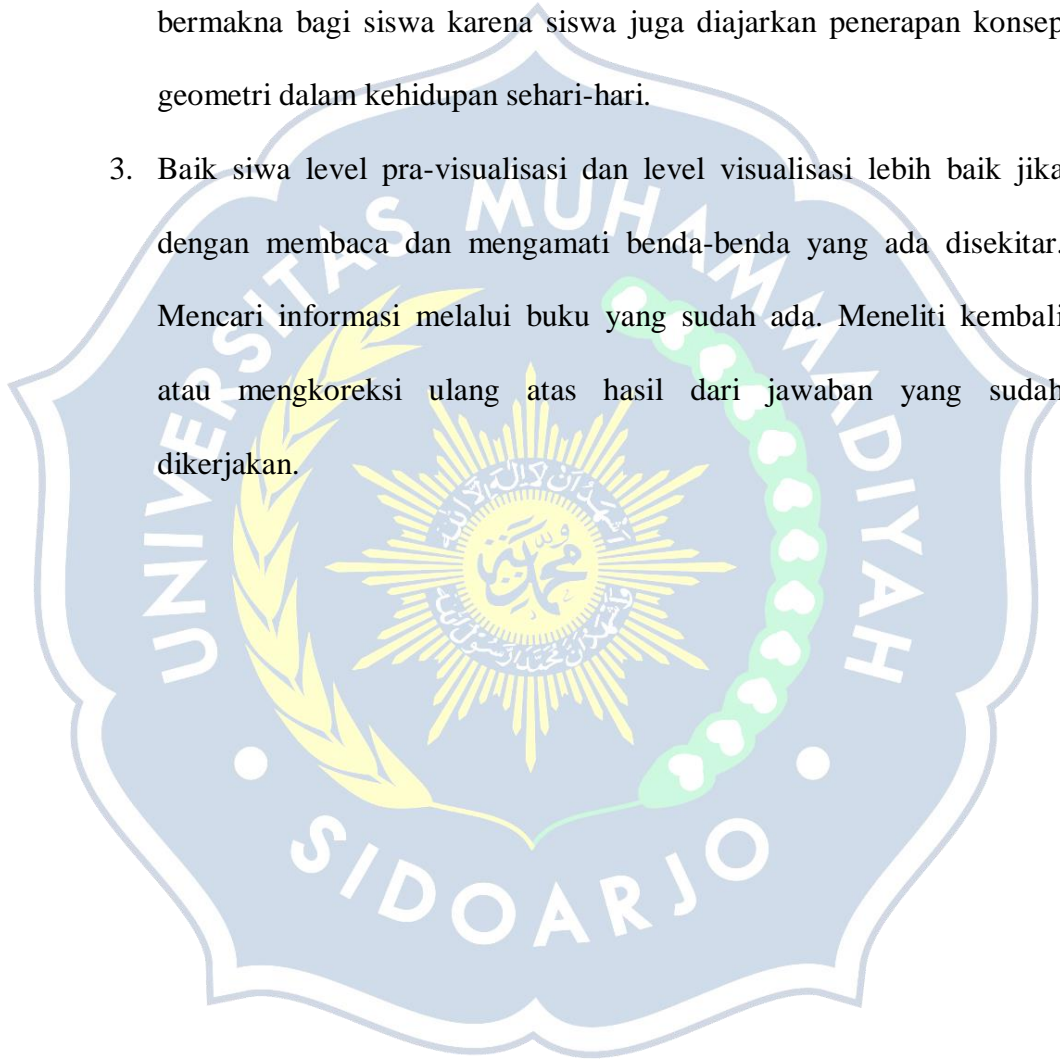 bermakna bagi siswa karena siswa juga diajarkan penerapan konsep
geometri dalam kehidupan sehari-hari.
3. Baik siwa level pra-visualisasi dan level visualisasi lebih baik jika
dengan membaca dan mengamati benda-benda yang ada disekitar.
Mencari informasi melalui buku yang sudah ada. Meneliti kembali
atau mengkoreksi ulang atas hasil dari jawaban yang sudah
dikerjakan.
UNIVERSITAS MUHAMMADIYAH
SIDOARJO